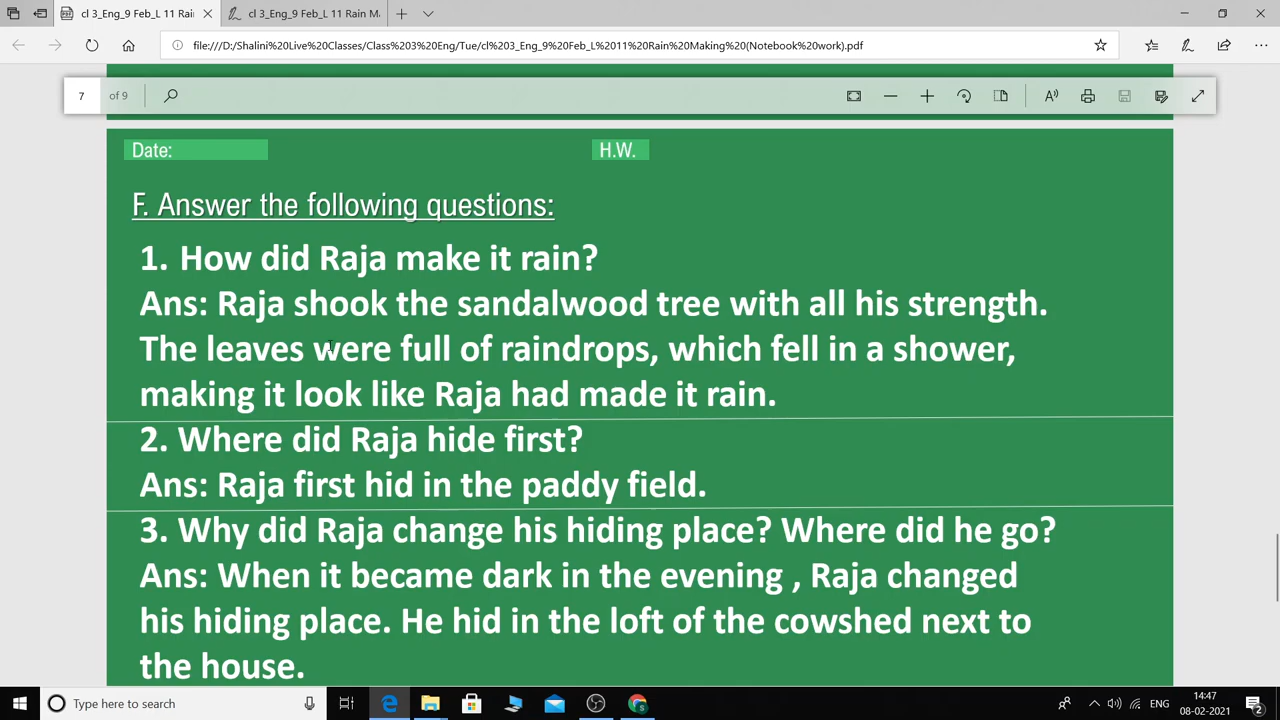 cl 3_Eng_9 Feb_L 11 Rain
cl 3_Eng_9 Feb_L 11 Rain M
file:///D:/Shalini%20Live%20Classes/Class%203%20Eng/Tue/cl%203_Eng_9%20Feb_L%2011%20Rain%20Making%20(Notebook%20work).pdf
7 of 9
Date: H.W.
F. Answer the following questions:
1. How did Raja make it rain?
Ans: Raja shook the sandalwood tree with all his strength.
The leaves were full of raindrops, which fell in a shower,
making it look like Raja had made it rain.
2. Where did Raja hide first?
Ans: Raja first hid in the paddy field.
3. Why did Raja change his hiding place? Where did he go?
Ans: When it became dark in the evening , Raja changed
his hiding place. He hid in the loft of the cowshed next to
the house.
Type here to search
ENG
14:47
08-02-2021
2